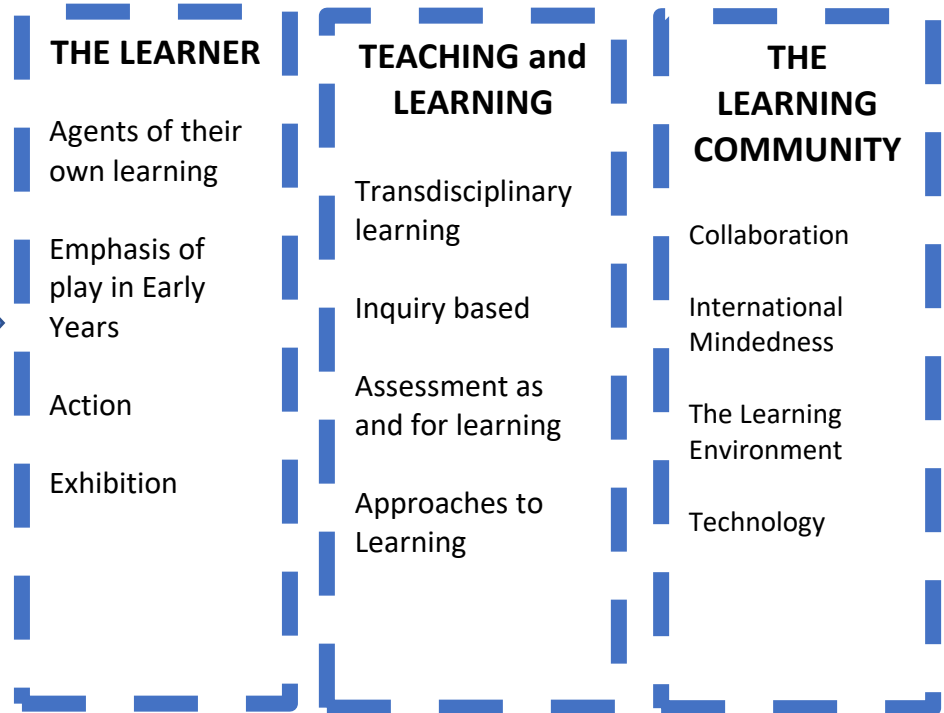 THE LEARNER
Agents of their
own learning
Emphasis of
play in Early
Years
Action
Exhibition
TEACHING and
LEARNING
Transdisciplinary
learning
Inquiry based
Assessment as
and for learning
Approaches to
Learning
THE
LEARNING
COMMUNITY
Collaboration
International
Mindedness
The Learning
Environment
Technology